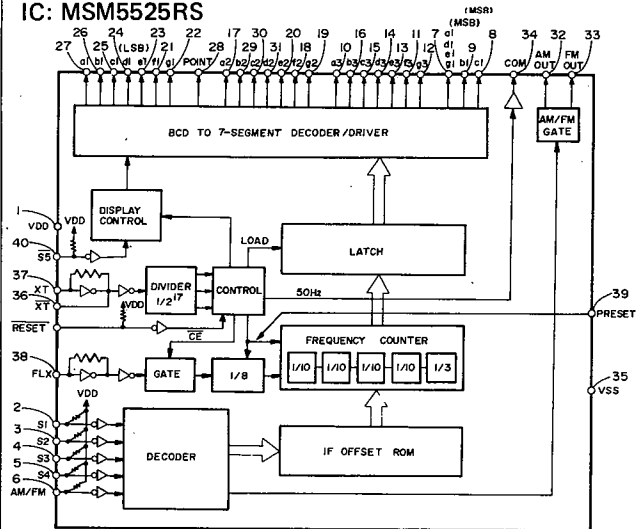 IC: MSM5525RS
26 24 22 17 30 19 10 15 13 11 7 (MSB) 34 32
25 23 28 31 18 16 14 12 (MSB) 9 33
27 (LSB) 21 29 20 8
a1 b1 c1 d1 e1 f1 g1 POINT a2 b2 c2 d2 e2 f2 g2 a3 b3 c3 d3 e3 f3 g3 a1 d1 e1 g1 b1 c1 COM AM OUT FM OUT
BCD TO 7-SEGMENT DECODER/DRIVER
AM/FM GATE
1
VDD
VDD
DISPLAY CONTROL
40
S5
LOAD
LATCH
37
XT
36
XT
DIVIDER 1/2 17
CONTROL
50Hz
39
PRESET
VDD
RESET
CE
FREQUENCY COUNTER
1/10 1/10 1/10 1/10 1/3
38
FLX
GATE
1/8
35
VSS
VDD
2
S1
3
S2
4
S3
5
S4
6
AM/FM
DECODER
IF OFFSET ROM